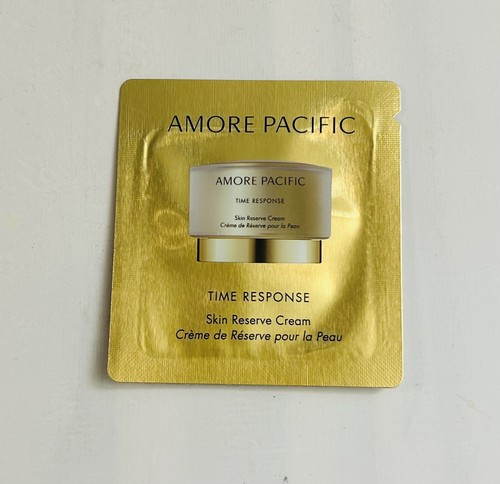 AMORE PACIFIC
AMORE PACIFIC
TIME RESPONSE
Skin Reserve Cream
Crème de Réserve pour la Peau
TIME RESPONSE
Skin Reserve Cream
Crème de Réserve pour la Peau